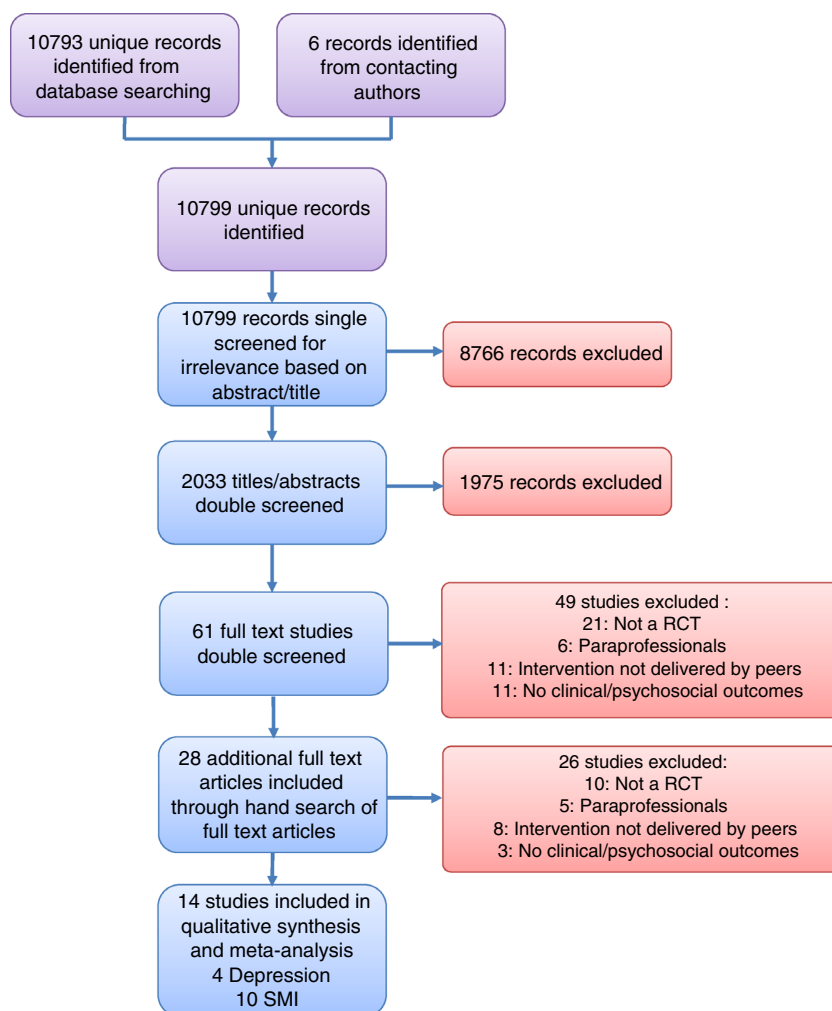 10793 unique records
identified from
database searching
6 records identified
from contacting
authors
10799 unique records
identified
10799 records single
screened for
irrelevance based on
abstract/title
8766 records excluded
2033 titles/abstracts
double screened
1975 records excluded
61 full text studies
double screened
49 studies excluded :
21: Not a RCT
6: Paraprofessionals
11: Intervention not delivered by peers
11: No clinical/psychosocial outcomes
28 additional full text
articles included
through hand search of
full text articles
26 studies excluded:
10: Not a RCT
5: Paraprofessionals
8: Intervention not delivered by peers
3: No clinical/psychosocial outcomes
14 studies included in
qualitative synthesis
and meta-analysis
4 Depression
10 SMI